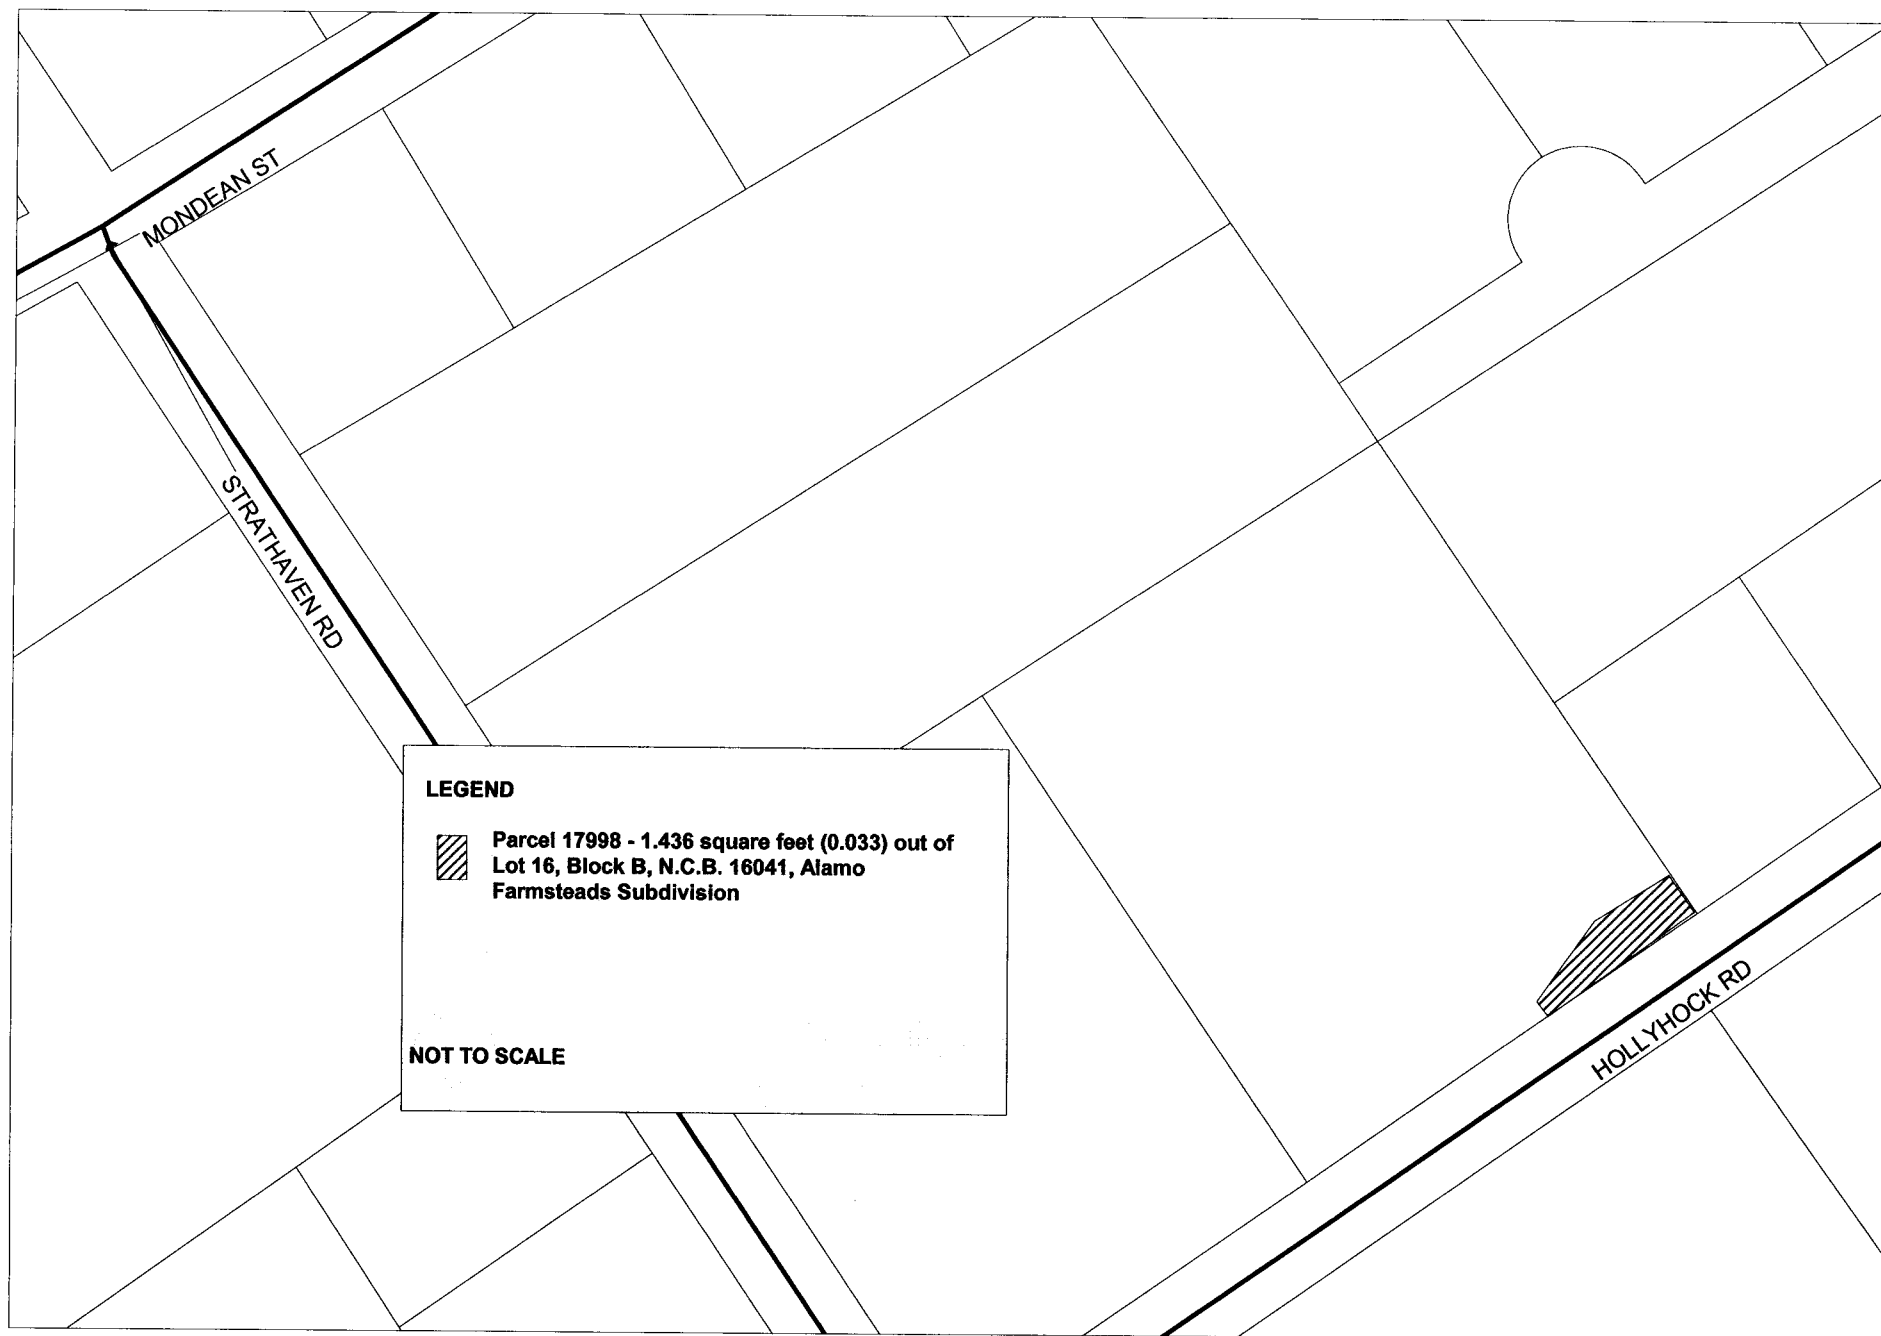 MONDEAN ST
STRATHAVEN RD
LEGEND
Parcel 17998 - 1.436 square feet (0.033) out of
Lot 16, Block B, N.C.B. 16041, Alamo
Farmsteads Subdivision
NOT TO SCALE
HOLLYHOCK RD